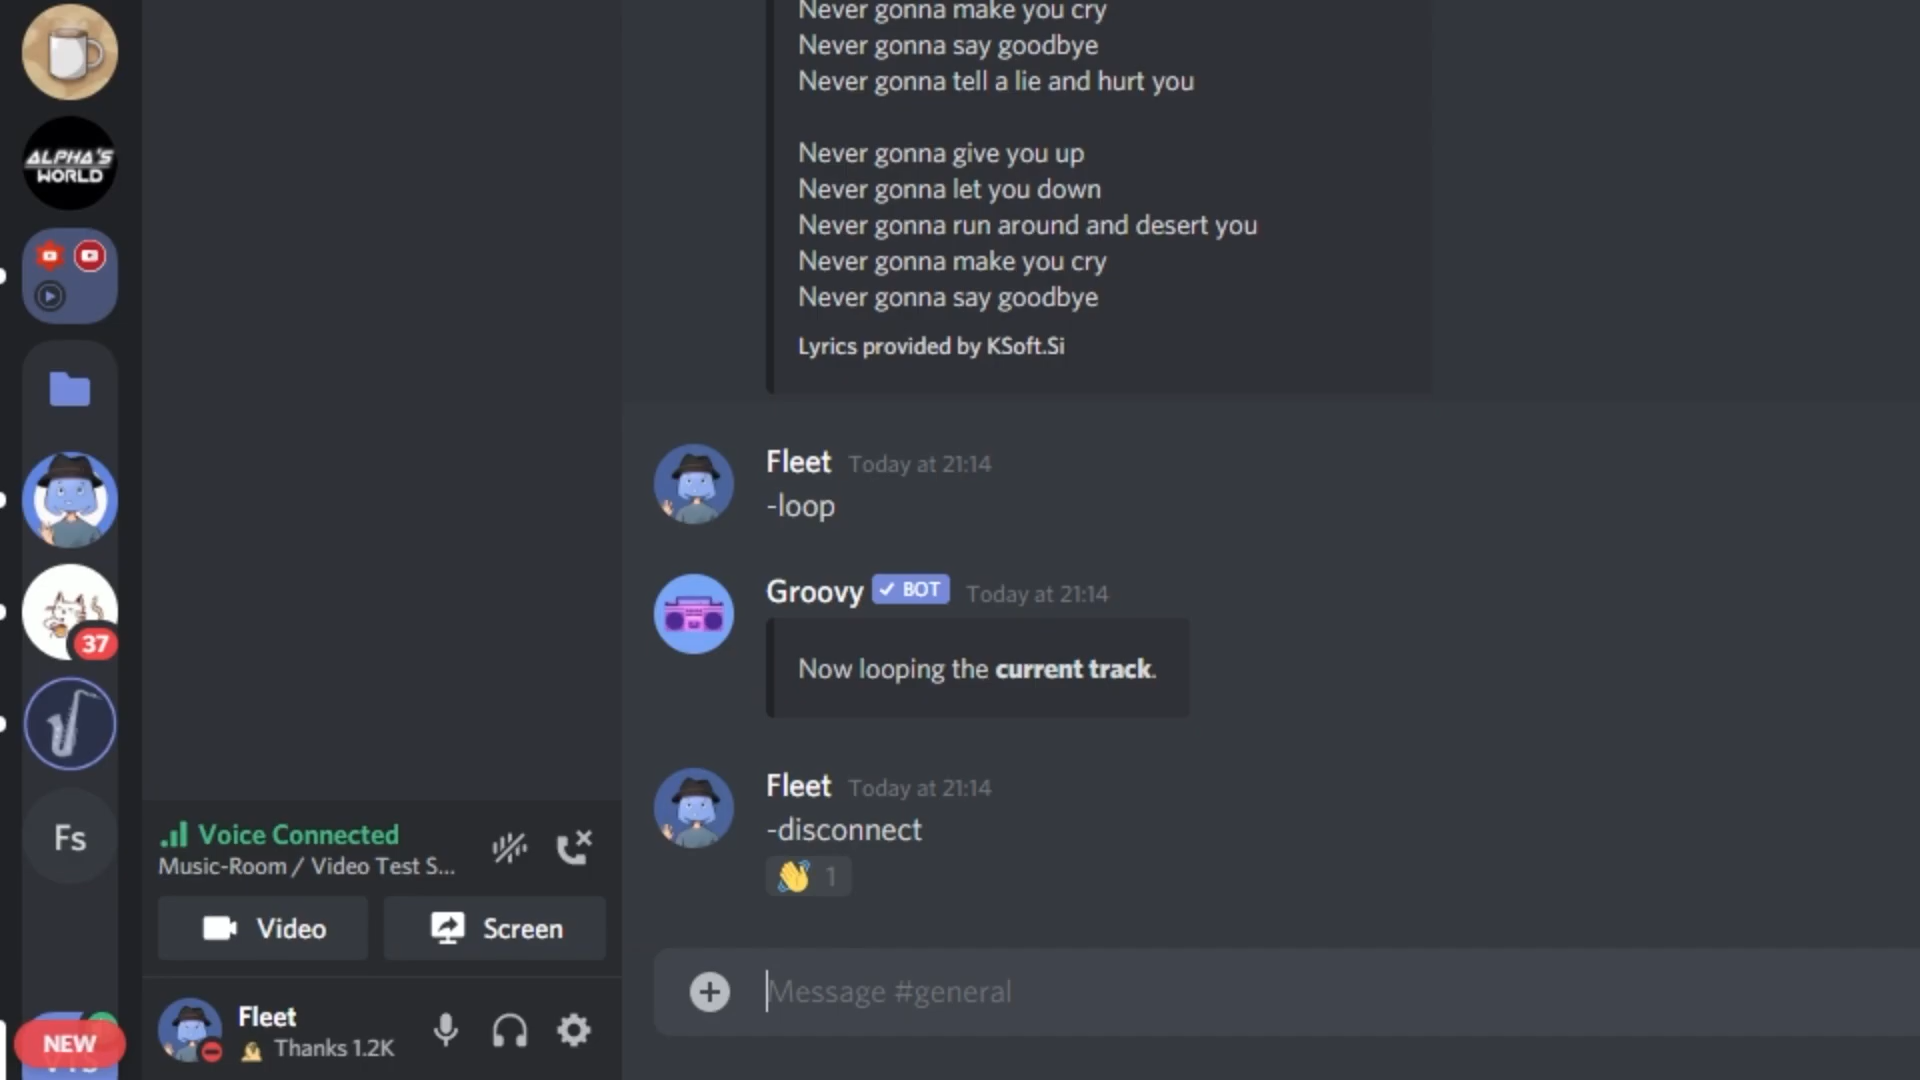 ALPHA'S
WORLD
37
Fs
NEW
Voice Connected
Music-Room / Video Test S...
Video
Screen
Fleet
Thanks 1.2K
Never gonna make you cry
Never gonna say goodbye
Never gonna tell a lie and hurt you
Never gonna give you up
Never gonna let you down
Never gonna run around and desert you
Never gonna make you cry
Never gonna say goodbye
Lyrics provided by KSoft.Si
Fleet Today at 21:14
-loop
Groovy BOT Today at 21:14
Now looping the current track.
Fleet Today at 21:14
-disconnect
1
Message #general